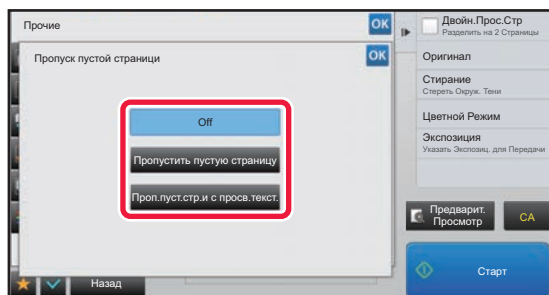 Прочие
OK
Пропуск пустой страници
OK
Off
Пропустить пустую страницу
Проп.пуст.стр.и с просв.текст.
Назад
Двойн.Прос.Стр
Разделить на 2 Страницы
Оригинал
Стирание
Стереть Окруж. Тени
Цветной Режим
Экспозиция
Указать Экспозиц. для Передачи
Предварит.
Просмотр
CA
Старт